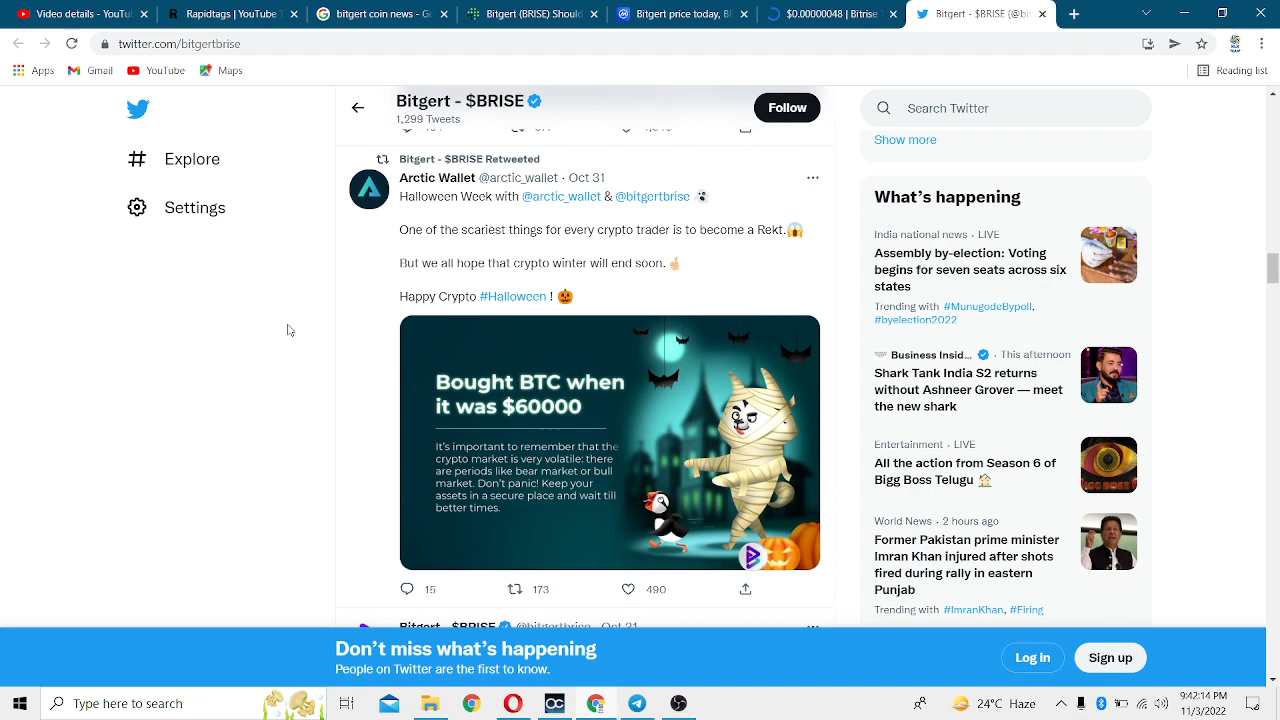 Video details - YouTu
Rapidtags | YouTube T
bitgert coin news - Go
Bitgert (BRISE) Shoul
Bitgert price today, B
$0.00000048 | Bitrise
Bitgert - $BRISE (@bi
twitter.com/bitgertbrise
Apps
Gmail
YouTube
Maps
Reading list
Explore
Settings
Bitgert - $BRISE
1,299 Tweets
Follow
Bitgert - $BRISE Retweeted
Arctic Wallet @arctic_wallet · Oct 31
Halloween Week with @arctic_wallet & @bitgertbrise
One of the scariest things for every crypto trader is to become a Rekt.
But we all hope that crypto winter will end soon.
Happy Crypto #Halloween !
Bought BTC when
it was $60000
It's important to remember that the
crypto market is very volatile: there
are periods like bear market or bull
market. Don't panic! Keep your
assets in a secure place and wait till
better times.
15
173
490
Bitgert - $BRISE @bitgertbrise · Oct 31
Search Twitter
Show more
What's happening
India national news · LIVE
Assembly by-election: Voting
begins for seven seats across six
states
Trending with #MunugodeBypoll,
#byelection2022
Business Insid... · This afternoon
Shark Tank India S2 returns
without Ashneer Grover — meet
the new shark
Entertainment · LIVE
All the action from Season 6 of
Bigg Boss Telugu
World News · 2 hours ago
Former Pakistan prime minister
Imran Khan injured after shots
fired during rally in eastern
Punjab
Trending with #ImranKhan, #Firing
Don't miss what's happening
People on Twitter are the first to know.
Log in
Sign up
Type here to search
24°C Haze
9:42:14 PM
11/3/2022